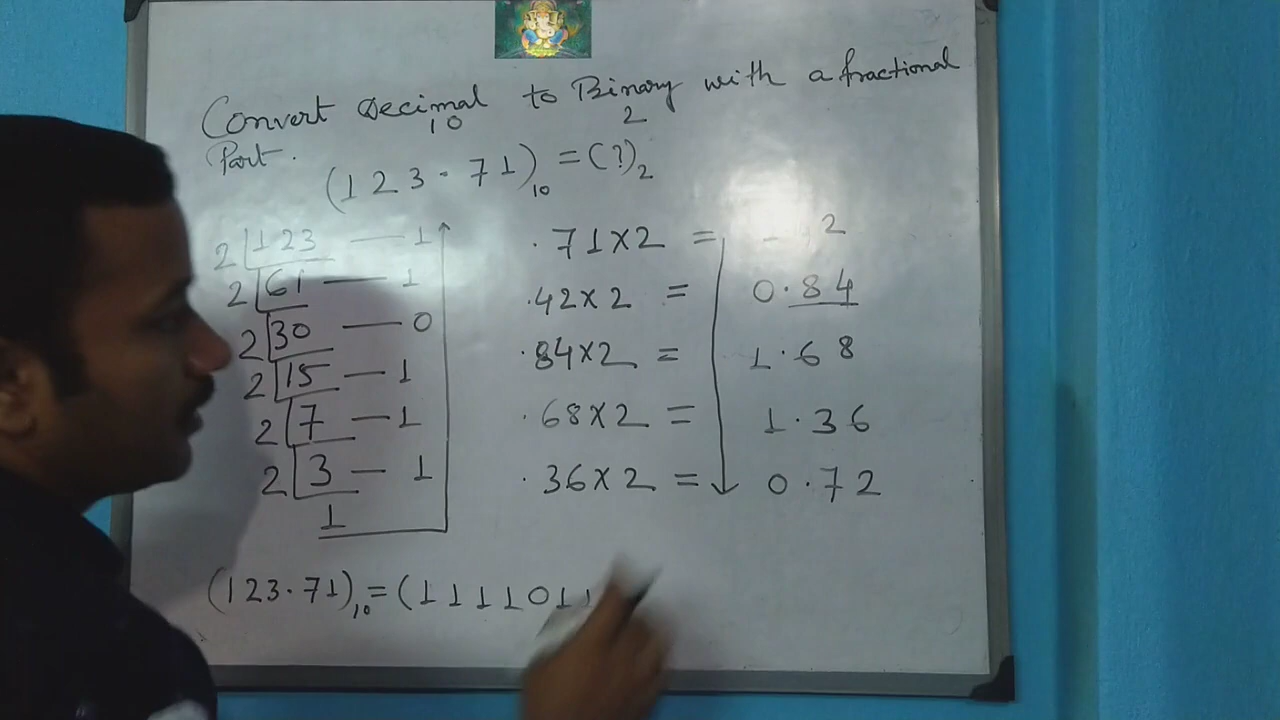 Convert Decimal to Binary with a fractional
10 2
Part.
(123.71)10 = (?)2
2 123 — 1
2 61 — 1
2 30 — 0
2 15 — 1
2 7 — 1
2 3 — 1
1
.71×2 = 2
.42×2 = 0.84
.84×2 = 1.68
.68×2 = 1.36
.36×2 = 0.72
(123.71)10 = (1111011